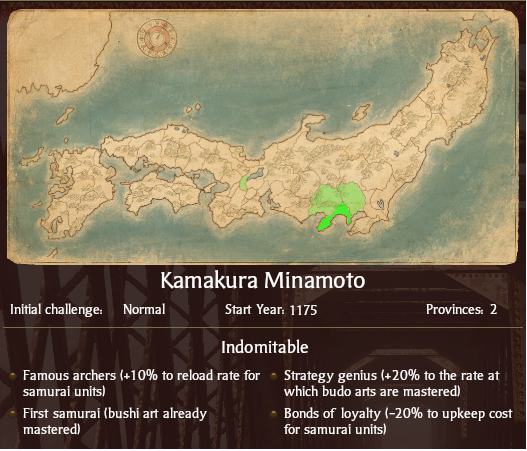 Kamakura Minamoto
Initial challenge: Normal Start Year: 1175 Provinces: 2
Indomitable
Famous archers (+10% to reload rate for
samurai units)
First samurai (bushi art already
mastered)
Strategy genius (+20% to the rate at
which budo arts are mastered)
Bonds of loyalty (-20% to upkeep cost
for samurai units)